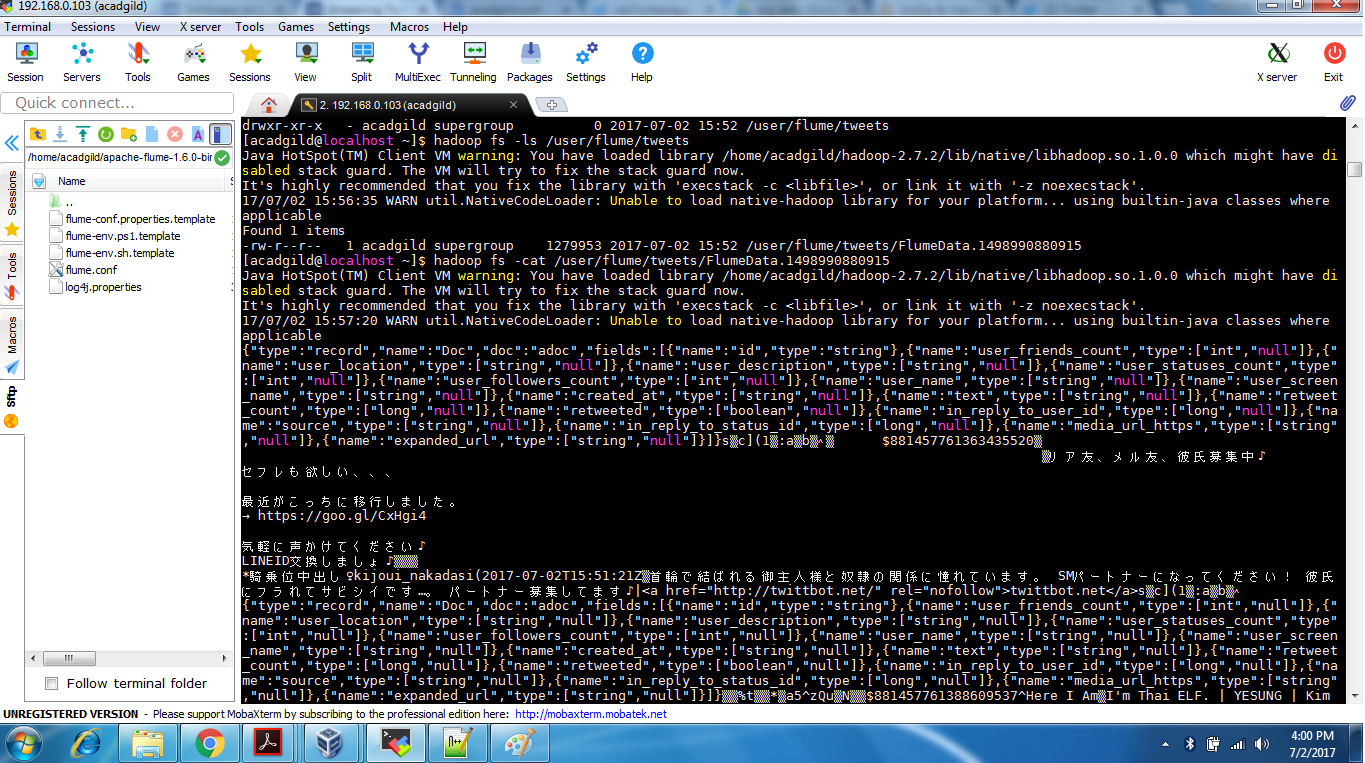 192.168.0.103 (acadgild)
Terminal Sessions View X server Tools Games Settings Macros Help
Session Servers Tools Games Sessions View Split MultiExec Tunneling Packages Settings Help X server Exit
Quick connect...
2. 192.168.0.103 (acadgild)
/home/acadgild/apache-flume-1.6.0-bin
Name
..
flume-conf.properties.template
flume-env.ps1.template
flume-env.sh.template
flume.conf
log4j.properties
Sessions
Tools
Macros
Sftp
Follow terminal folder
drwxr-xr-x - acadgild supergroup 0 2017-07-02 15:52 /user/flume/tweets
[acadgild@localhost ~]$ hadoop fs -ls /user/flume/tweets
Java HotSpot(TM) Client VM warning: You have loaded library /home/acadgild/hadoop-2.7.2/lib/native/libhadoop.so.1.0.0 which might have di
sabled stack guard. The VM will try to fix the stack guard now.
It's highly recommended that you fix the library with 'execstack -c <libfile>', or link it with '-z noexecstack'.
17/07/02 15:56:35 WARN util.NativeCodeLoader: Unable to load native-hadoop library for your platform... using builtin-java classes where
applicable
Found 1 items
-rw-r--r-- 1 acadgild supergroup 1279953 2017-07-02 15:52 /user/flume/tweets/FlumeData.1498990880915
[acadgild@localhost ~]$ hadoop fs -cat /user/flume/tweets/FlumeData.1498990880915
Java HotSpot(TM) Client VM warning: You have loaded library /home/acadgild/hadoop-2.7.2/lib/native/libhadoop.so.1.0.0 which might have di
sabled stack guard. The VM will try to fix the stack guard now.
It's highly recommended that you fix the library with 'execstack -c <libfile>', or link it with '-z noexecstack'.
17/07/02 15:57:20 WARN util.NativeCodeLoader: Unable to load native-hadoop library for your platform... using builtin-java classes where
applicable
{"type":"record","name":"Doc","doc":"adoc","fields":[{"name":"id","type":"string"},{"name":"user_friends_count","type":["int","null"]},{"
name":"user_location","type":["string","null"]},{"name":"user_description","type":["string","null"]},{"name":"user_statuses_count","type"
:["int","null"]},{"name":"user_followers_count","type":["int","null"]},{"name":"user_name","type":["string","null"]},{"name":"user_screen
_name","type":["string","null"]},{"name":"created_at","type":["string","null"]},{"name":"text","type":["string","null"]},{"name":"retweet
_count","type":["long","null"]},{"name":"retweeted","type":["boolean","null"]},{"name":"in_reply_to_user_id","type":["long","null"]},{"na
me":"source","type":["string","null"]},{"name":"in_reply_to_status_id","type":["long","null"]},{"name":"media_url_https","type":["string"
,"null"]},{"name":"expanded_url","type":["string","null"]}]}s▒c](1▒:a▒b▒^▒ $881457761363435520▒
▒リア友、メル友、彼氏募集中♪
セフレも欲しい、、、
最近がこっちに移行しました。
→ https://goo.gl/CxHgi4
気軽に声かけてください♪
LINEID交換しましょ♪▒▒▒
*騎乗位中出し♀kijoui_nakadasi(2017-07-02T15:51:21Z▒首輪で結ばれる御主人様と奴隷の関係に憧れています。 SMパートナーになってください! 彼氏
にフラれてサビシイです…。 パートナー募集してます♪|<a href="http://twittbot.net/" rel="nofollow">twittbot.net</a>s▒c](1▒:a▒b▒^
{"type":"record","name":"Doc","doc":"adoc","fields":[{"name":"id","type":"string"},{"name":"user_friends_count","type":["int","null"]},{"
name":"user_location","type":["string","null"]},{"name":"user_description","type":["string","null"]},{"name":"user_statuses_count","type"
:["int","null"]},{"name":"user_followers_count","type":["int","null"]},{"name":"user_name","type":["string","null"]},{"name":"user_screen
_name","type":["string","null"]},{"name":"created_at","type":["string","null"]},{"name":"text","type":["string","null"]},{"name":"retweet
_count","type":["long","null"]},{"name":"retweeted","type":["boolean","null"]},{"name":"in_reply_to_user_id","type":["long","null"]},{"na
me":"source","type":["string","null"]},{"name":"in_reply_to_status_id","type":["long","null"]},{"name":"media_url_https","type":["string"
,"null"]},{"name":"expanded_url","type":["string","null"]}]}▒▒%t▒▒*▒a5^zQu▒N▒▒$881457761388609537^Here I Am▒I'm Thai ELF. | YESUNG | Kim
UNREGISTERED VERSION - Please support MobaXterm by subscribing to the professional edition here: http://mobaxterm.mobatek.net
4:00 PM
7/2/2017